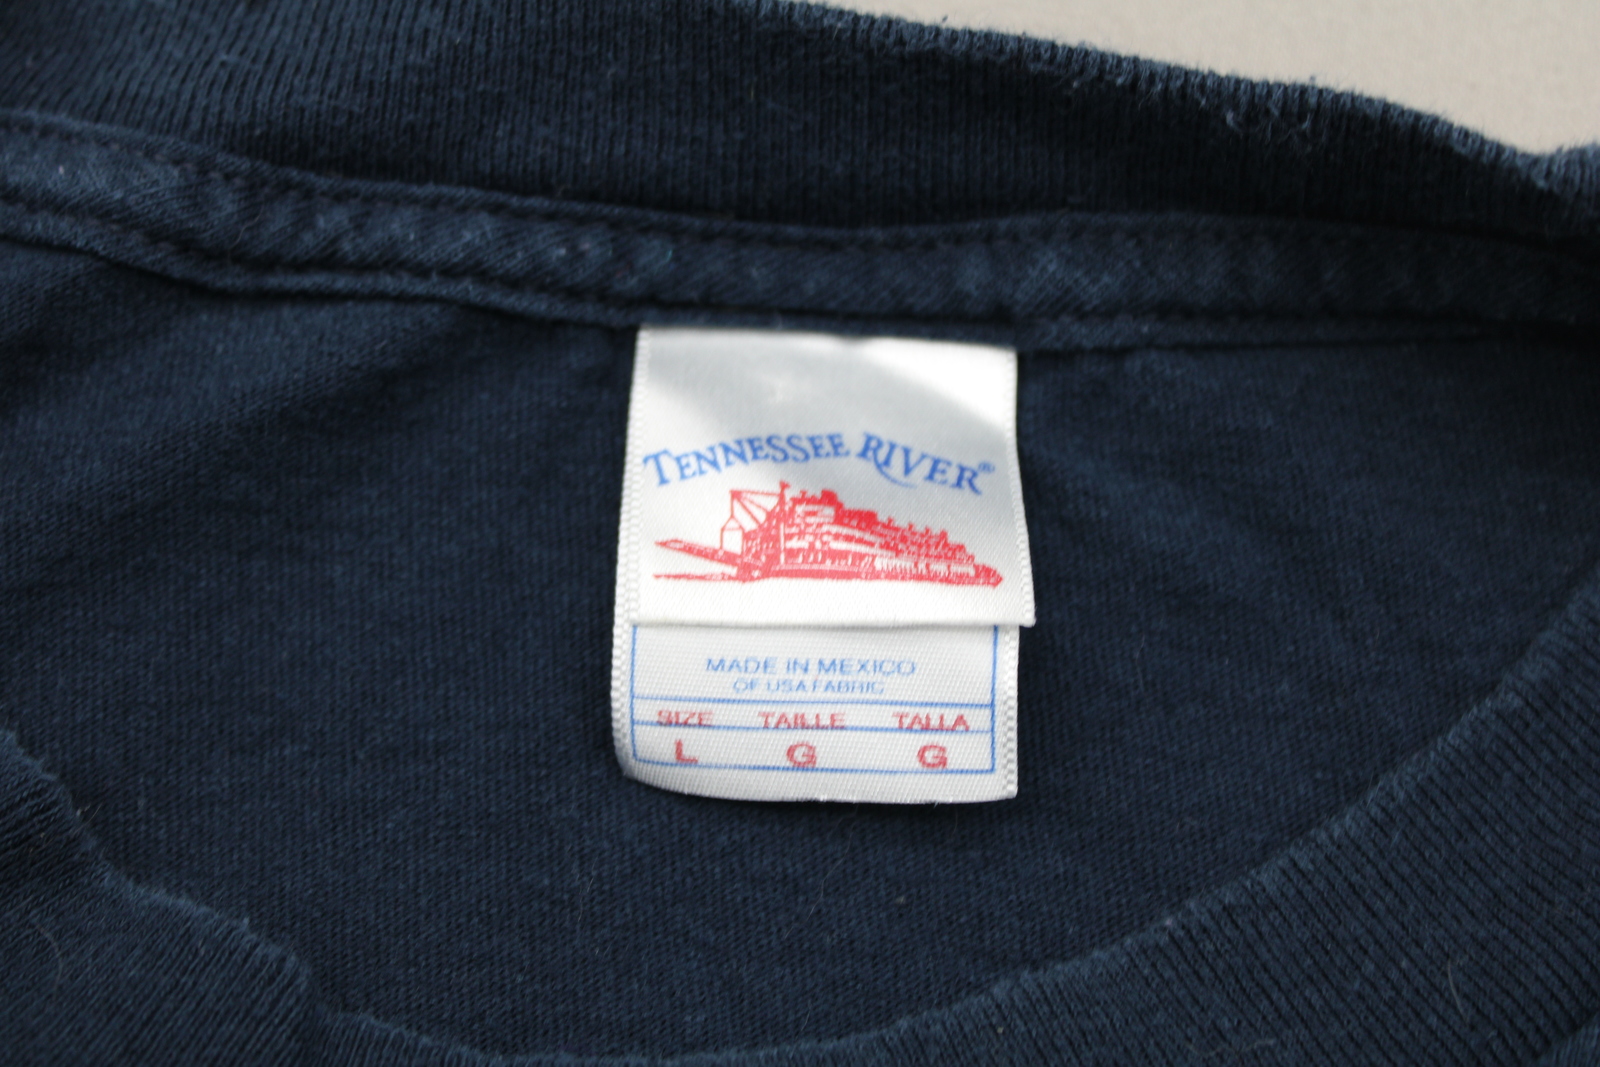 TENNESSEE RIVER®
MADE IN MEXICO
OF USA FABRIC
SIZE TAILLE TALLA
L G G